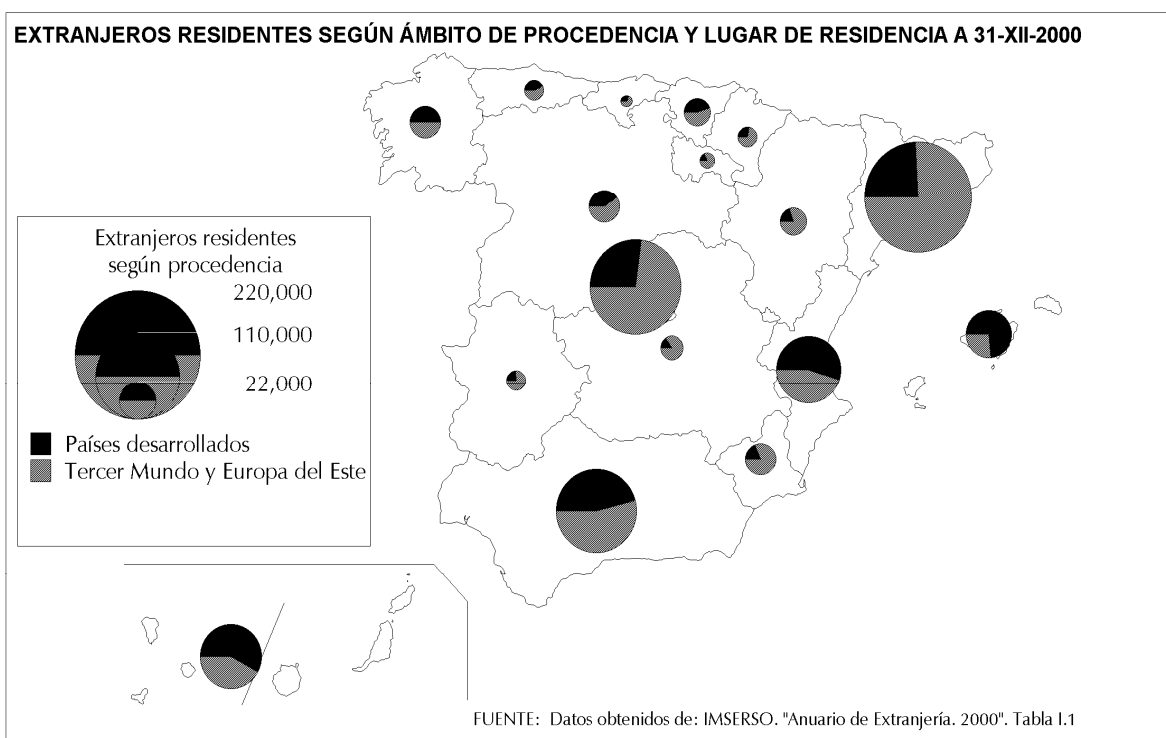 EXTRANJEROS RESIDENTES SEGÚN ÁMBITO DE PROCEDENCIA Y LUGAR DE RESIDENCIA A 31-XII-2000
Extranjeros residentes
según procedencia
220,000
110,000
22,000
Países desarrollados
Tercer Mundo y Europa del Este
FUENTE: Datos obtenidos de: IMSERSO. "Anuario de Extranjería. 2000". Tabla I.1